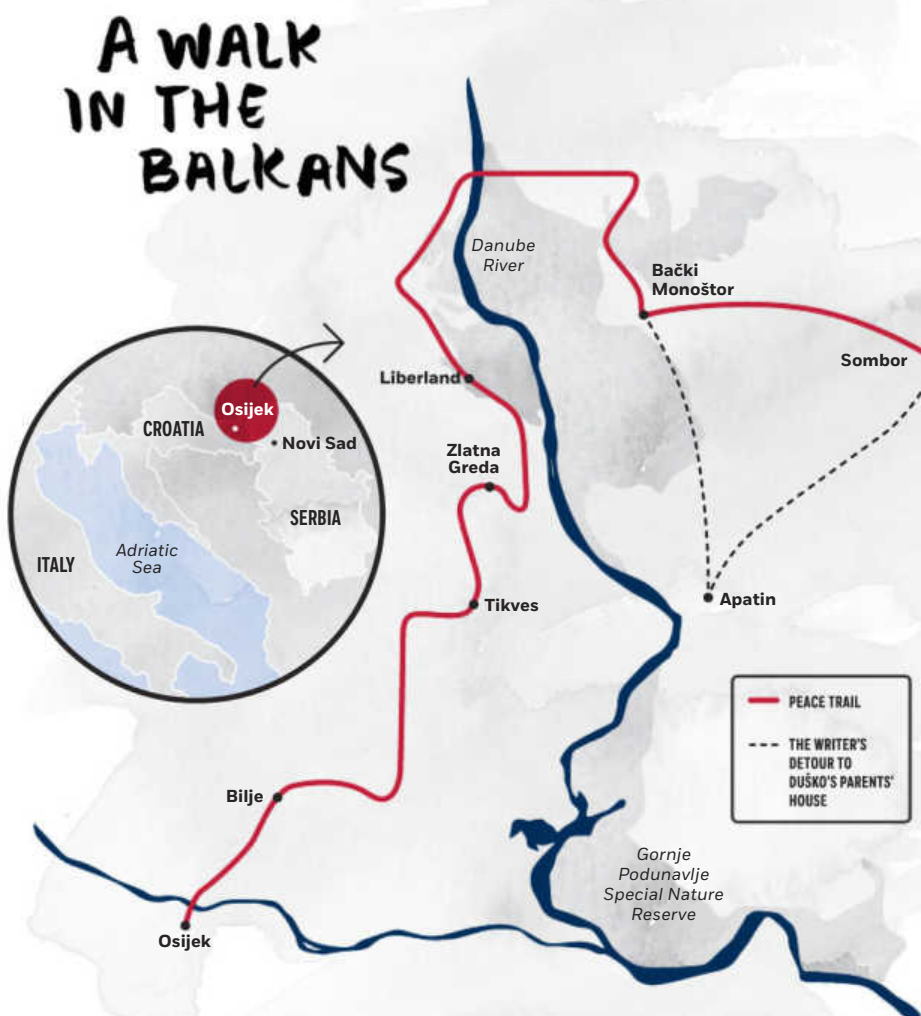 A WALK
IN THE
BALKANS
Danube
River
Bački
Monoštor
Sombor
Liberland
Zlatna
Greda
Tikves
Apatin
Bilje
Osijek
Gornje
Podunavlje
Special Nature
Reserve
Osijek
CROATIA
Novi Sad
SERBIA
Adriatic
Sea
ITALY
PEACE TRAIL
THE WRITER'S
DETOUR TO
DUŠKO'S PARENTS'
HOUSE